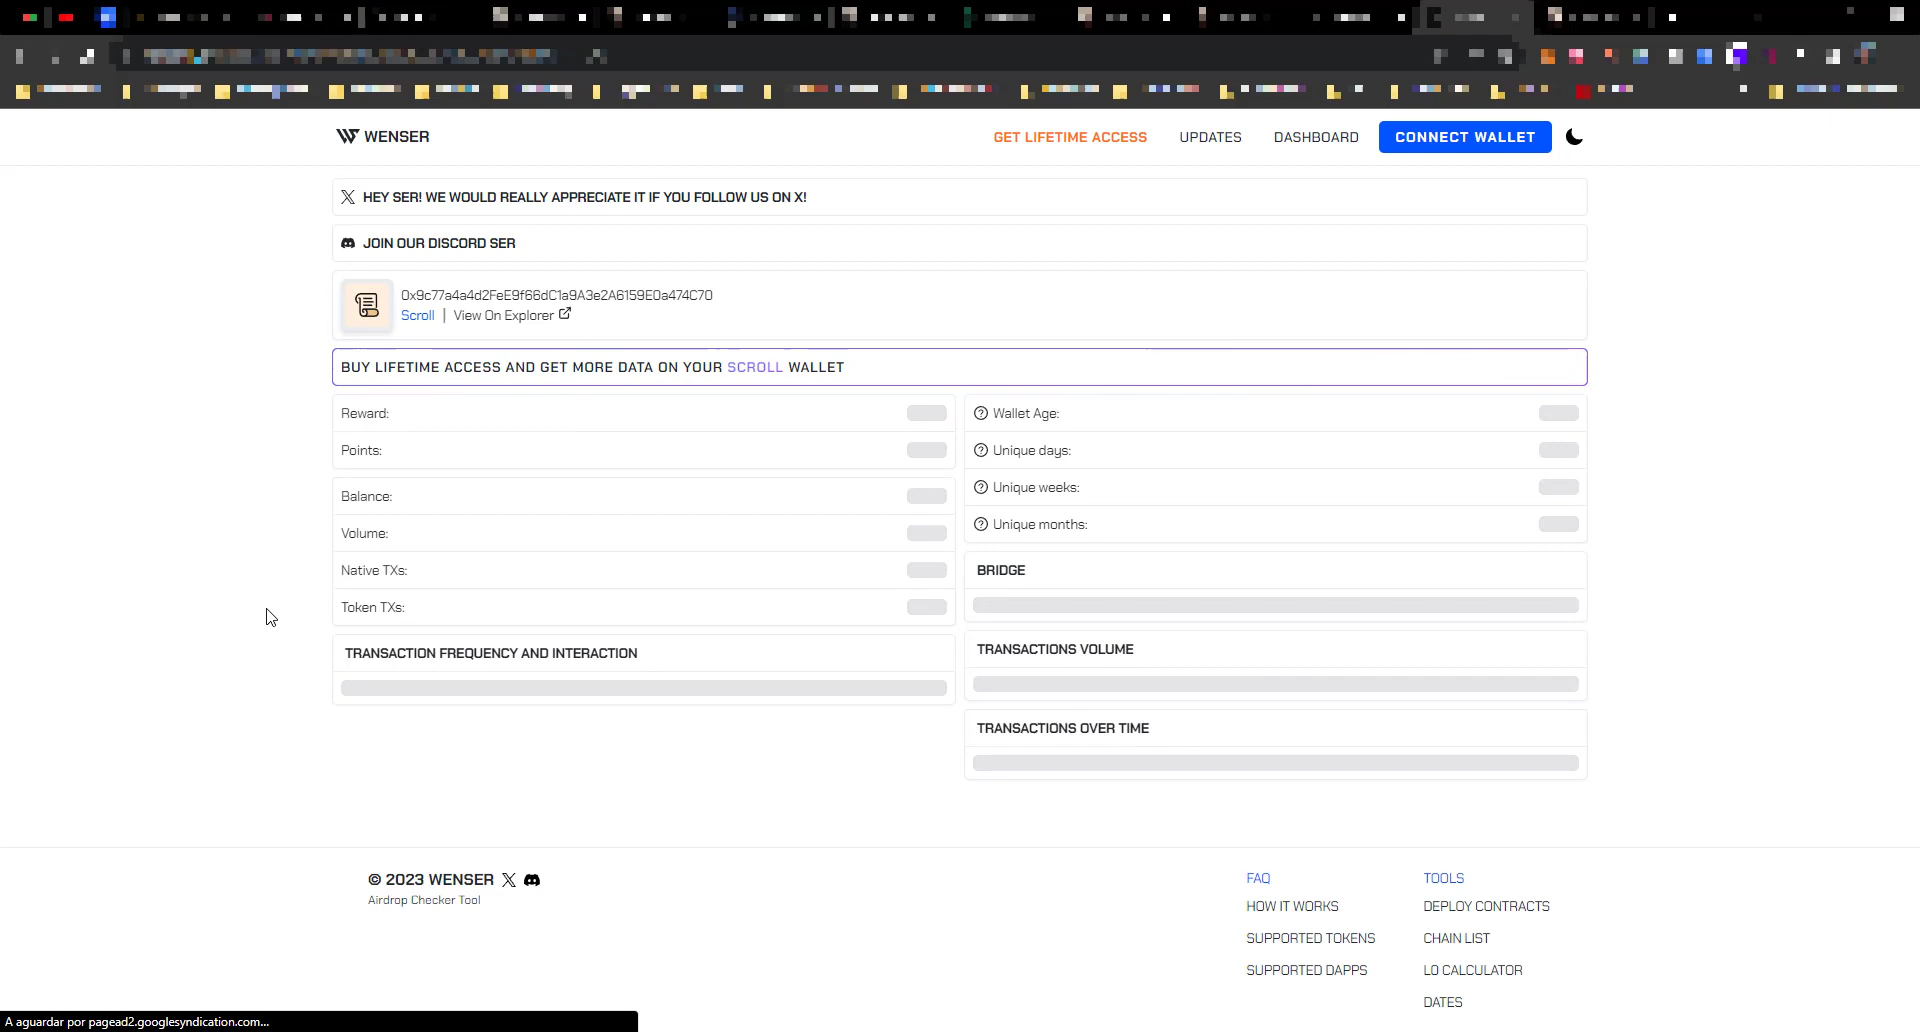 WENSER
GET LIFETIME ACCESS
UPDATES
DASHBOARD
CONNECT WALLET
HEY SER! WE WOULD REALLY APPRECIATE IT IF YOU FOLLOW US ON X!
JOIN OUR DISCORD SER
0x9c77a4a4d2FeE9f66dC1a9A3e2A6159E0a474C70
Scroll | View On Explorer
BUY LIFETIME ACCESS AND GET MORE DATA ON YOUR SCROLL WALLET
Reward:
Points:
Balance:
Volume:
Native TXs:
Token TXs:
TRANSACTION FREQUENCY AND INTERACTION
Wallet Age:
Unique days:
Unique weeks:
Unique months:
BRIDGE
TRANSACTIONS VOLUME
TRANSACTIONS OVER TIME
© 2023 WENSER
Airdrop Checker Tool
FAQ
HOW IT WORKS
SUPPORTED TOKENS
SUPPORTED DAPPS
TOOLS
DEPLOY CONTRACTS
CHAIN LIST
L0 CALCULATOR
DATES
A aguardar por pagead2.googlesyndication.com...